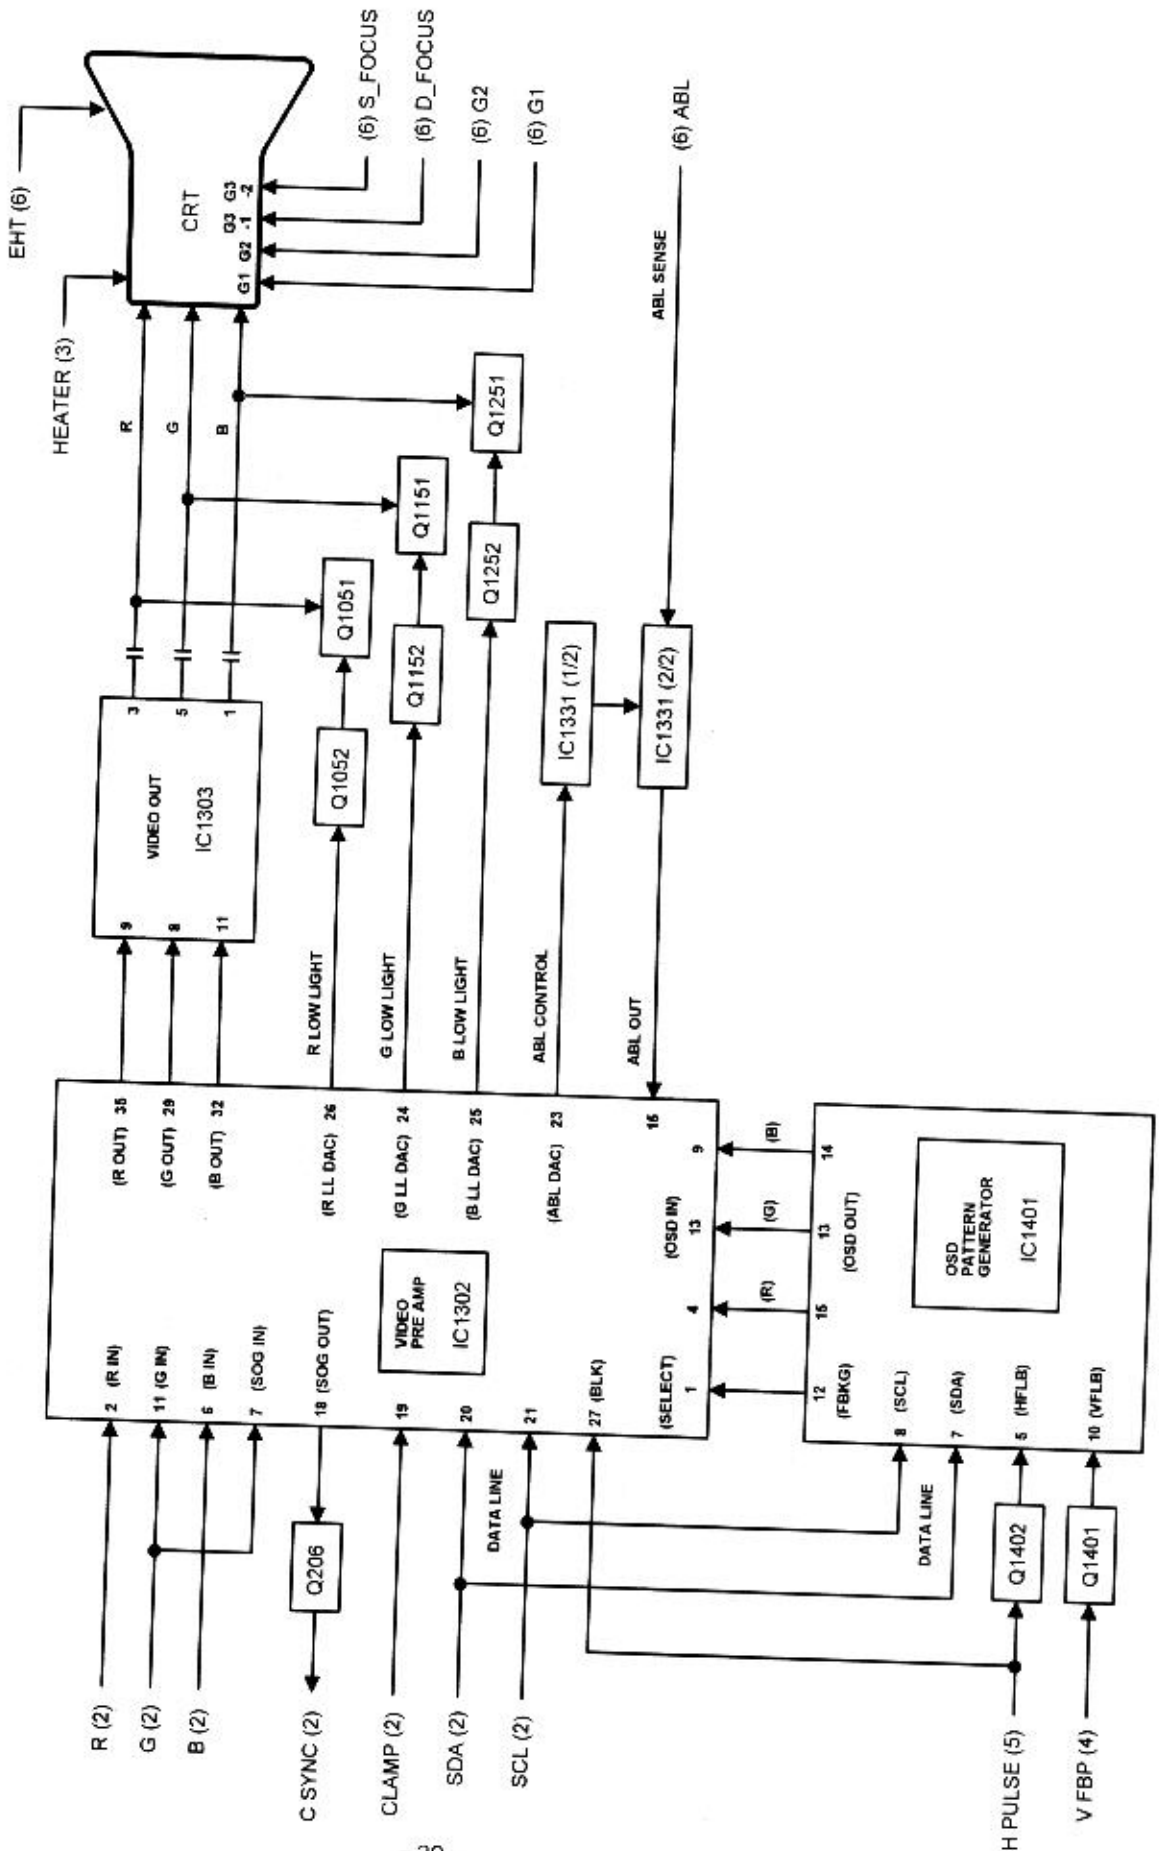 EHT (6)
HEATER (3)
CRT
G1
G2
G3
-1
G3
-2
(6) S_FOCUS
(6) D_FOCUS
(6) G2
(6) G1
R
G
B
VIDEO OUT
IC1303
3
5
1
9
8
11
Q1051
Q1052
Q1151
Q1152
Q1251
Q1252
IC1331 (1/2)
IC1331 (2/2)
ABL SENSE
(6) ABL
R LOW LIGHT
G LOW LIGHT
B LOW LIGHT
ABL CONTROL
ABL OUT
(R OUT) 35
(G OUT) 29
(B OUT) 32
(R LL DAC) 26
(G LL DAC) 24
(B LL DAC) 25
(ABL DAC) 23
15
VIDEO
PRE AMP
IC1302
2 (R IN)
11 (G IN)
6 (B IN)
7 (SOG IN)
18 (SOG OUT)
19
20
21
27 (BLK)
(SELECT)
1
4
(OSD IN)
13
9
(R)
(G)
(B)
12
(FBKG)
15
13
(OSD OUT)
14
OSD
PATTERN
GENERATOR
IC1401
8 (SCL)
7 (SDA)
5 (HFLB)
10 (VFLB)
DATA LINE
DATA LINE
Q206
Q1402
Q1401
R (2)
G (2)
B (2)
C SYNC (2)
CLAMP (2)
SDA (2)
SCL (2)
H PULSE (5)
V FBP (4)